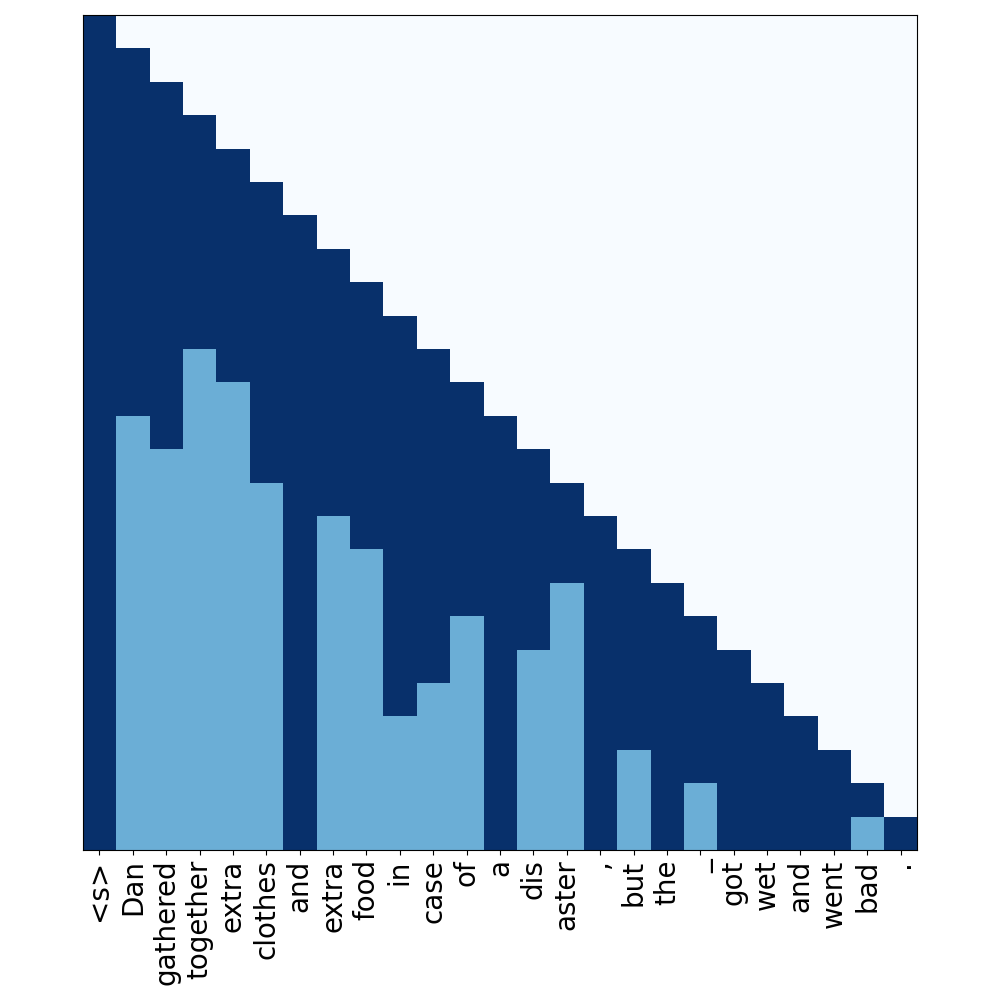 <s> Dan gathered together extra clothes and extra food in case of a dis aster , but the _ got wet and went bad .